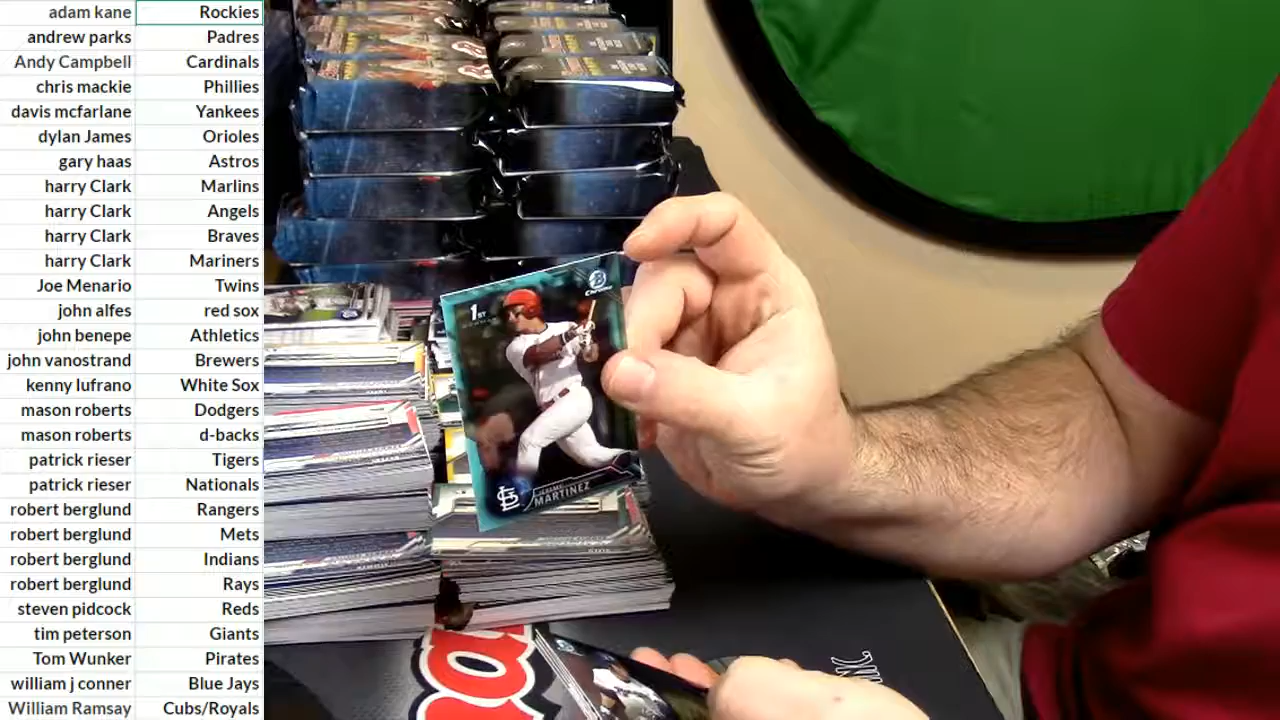 adam kane Rockies
andrew parks Padres
Andy Campbell Cardinals
chris mackie Phillies
davis mcfarlane Yankees
dylan James Orioles
gary haas Astros
harry Clark Marlins
harry Clark Angels
harry Clark Braves
harry Clark Mariners
Joe Menario Twins
john alfes red sox
john benepe Athletics
john vanostrand Brewers
kenny lufrano White Sox
mason roberts Dodgers
mason roberts d-backs
patrick rieser Tigers
patrick rieser Nationals
robert berglund Rangers
robert berglund Mets
robert berglund Indians
robert berglund Rays
steven pidcock Reds
tim peterson Giants
Tom Wunker Pirates
william j conner Blue Jays
William Ramsay Cubs/Royals
B
Chrome
1ST
MARTINEZ